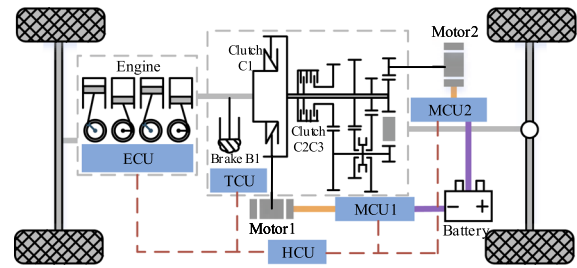 Motor2
Clutch
C1
Engine
MCU2
Clutch
C2C3
ECU
Brake B1
TCU
MCU1
- +
Motor1
Battery
HCU